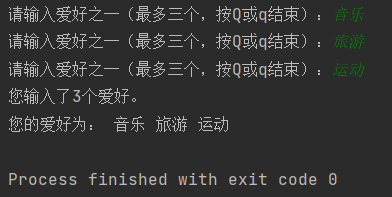 请输入爱好之一（最多三个，按Q或q结束）：音乐
请输入爱好之一（最多三个，按Q或q结束）：旅游
请输入爱好之一（最多三个，按Q或q结束）：运动
您输入了3个爱好。
您的爱好为： 音乐 旅游 运动
Process finished with exit code 0